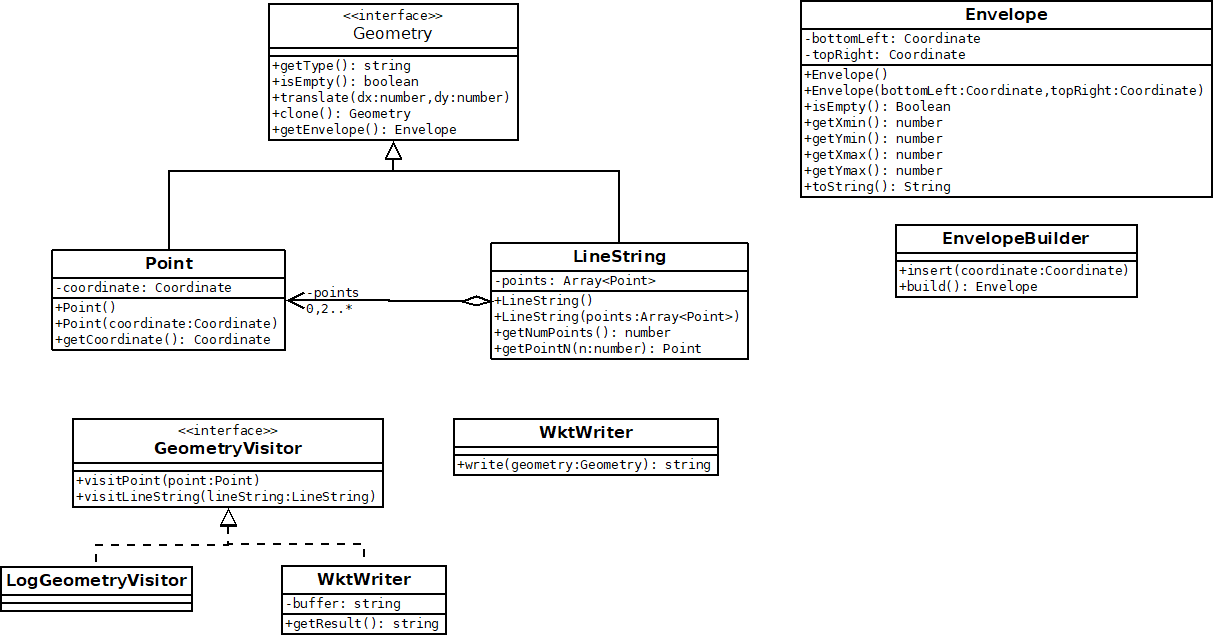 <<interface>>
Geometry
+getType(): string
+isEmpty(): boolean
+translate(dx:number,dy:number)
+clone(): Geometry
+getEnvelope(): Envelope
Envelope
-bottomLeft: Coordinate
-topRight: Coordinate
+Envelope()
+Envelope(bottomLeft:Coordinate,topRight:Coordinate)
+isEmpty(): Boolean
+getXmin(): number
+getYmin(): number
+getXmax(): number
+getYmax(): number
+toString(): String
EnvelopeBuilder
+insert(coordinate:Coordinate)
+build(): Envelope
Point
-coordinate: Coordinate
+Point()
+Point(coordinate:Coordinate)
+getCoordinate(): Coordinate
-points
0,2..*
LineString
-points: Array<Point>
+LineString()
+LineString(points:Array<Point>)
+getNumPoints(): number
+getPointN(n:number): Point
<<interface>>
GeometryVisitor
+visitPoint(point:Point)
+visitLineString(lineString:LineString)
WktWriter
+write(geometry:Geometry): string
LogGeometryVisitor
WktWriter
-buffer: string
+getResult(): string